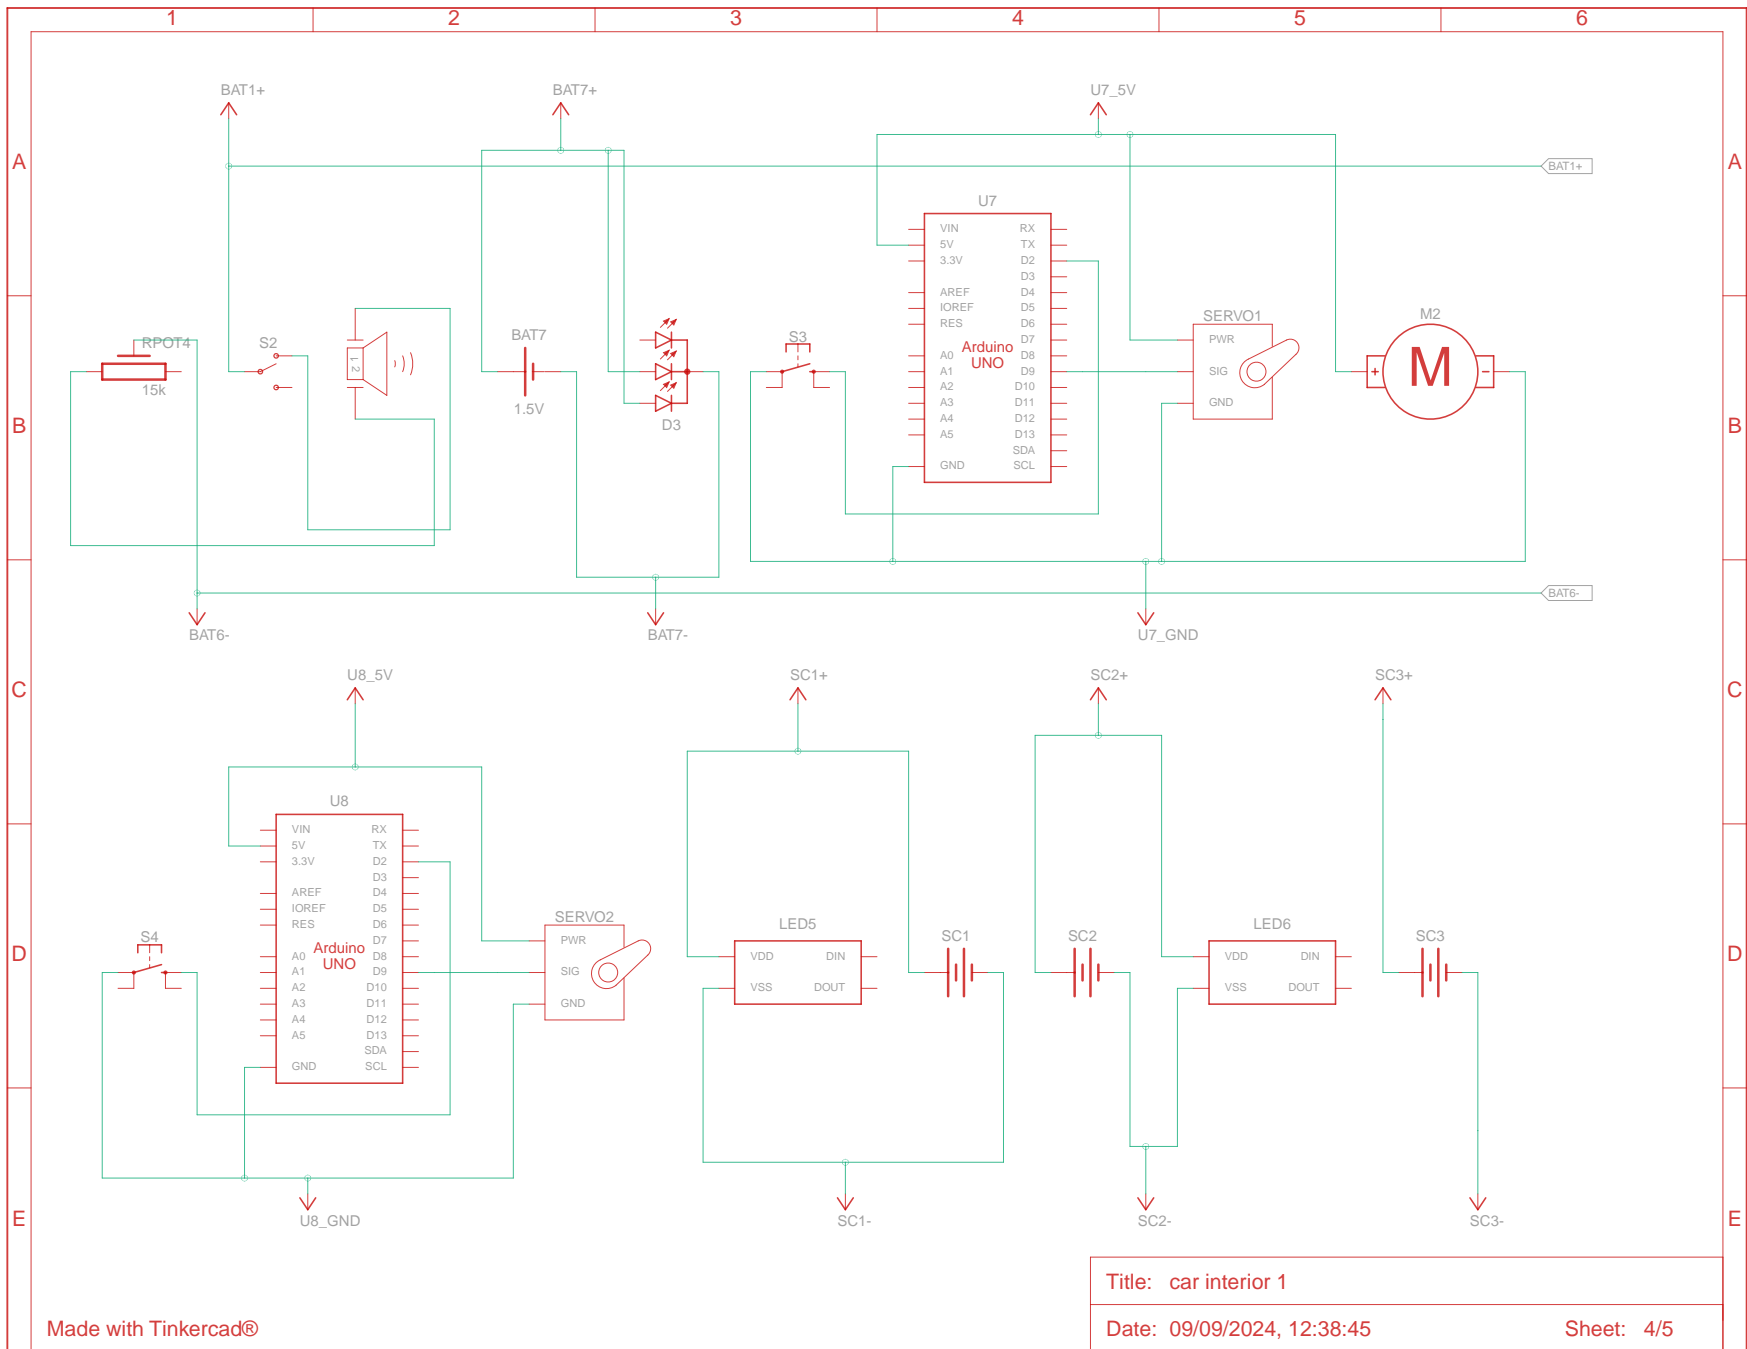 1 2 3 4 5 6
BAT1+ BAT7+ U7_5V
A A
BAT1+
U7
VIN RX
5V TX
3.3V D2
D3
AREF D4
IOREF D5
RES D6
D7
A0 D8
A1 D9
A2 D10
A3 D11
A4 D12
A5 D13
SDA
GND SCL
Arduino
UNO
RPOT4
15k
S2
1 2
BAT7
1.5V
D3
S3
SERVO1
PWR
SIG
GND
M2
+ M -
B B
BAT6-
BAT6- BAT7- U7_GND
U8_5V SC1+ SC2+ SC3+
C C
U8
VIN RX
5V TX
3.3V D2
D3
AREF D4
IOREF D5
RES D6
D7
A0 D8
A1 D9
A2 D10
A3 D11
A4 D12
A5 D13
SDA
GND SCL
Arduino
UNO
S4
SERVO2
PWR
SIG
GND
LED5
VDD DIN
VSS DOUT
SC1
SC2
LED6
VDD DIN
VSS DOUT
SC3
D D
U8_GND SC1- SC2- SC3-
E E
Title: car interior 1
Made with Tinkercad®
Date: 09/09/2024, 12:38:45 Sheet: 4/5